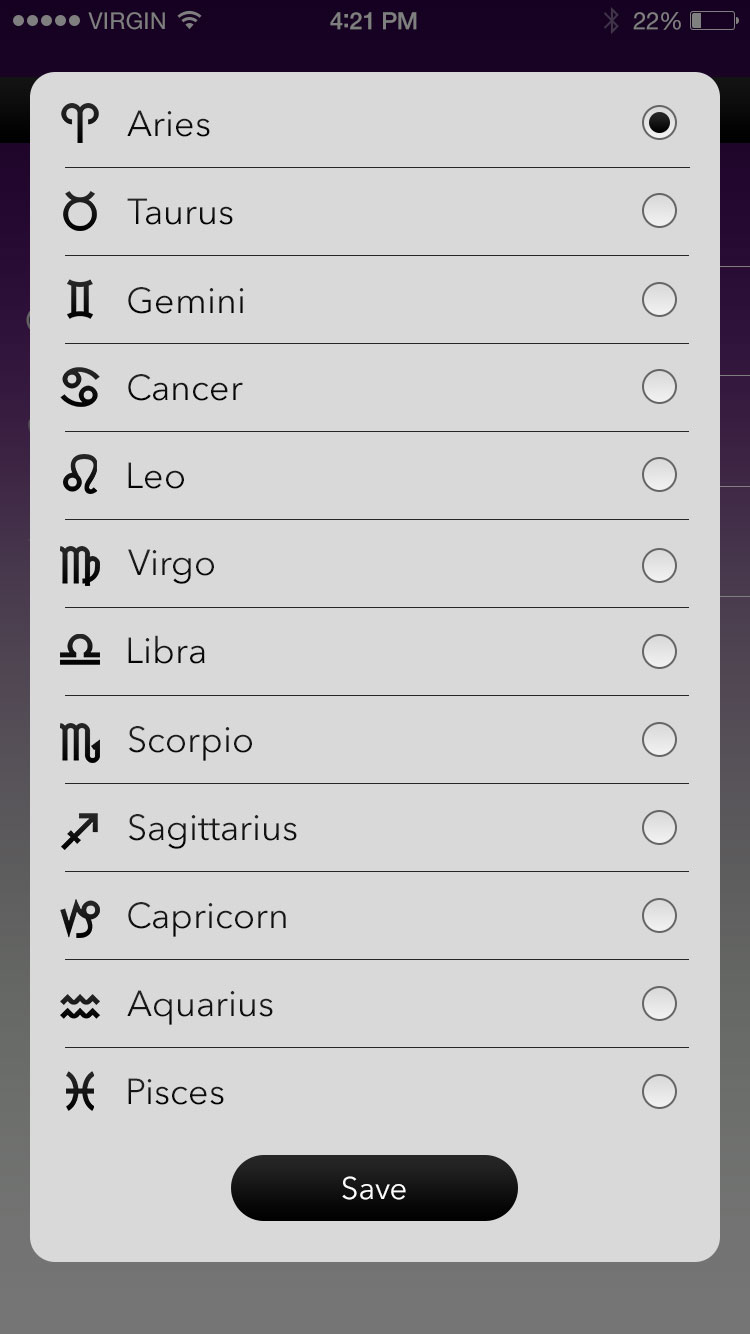 VIRGIN 4:21 PM 22%
Aries
Taurus
Gemini
Cancer
Leo
Virgo
Libra
Scorpio
Sagittarius
Capricorn
Aquarius
Pisces
Save